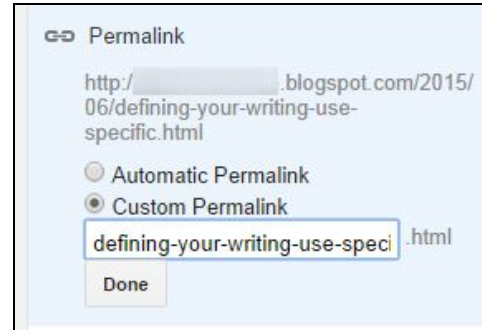 Permalink
http:/ .blogspot.com/2015/
06/defining-your-writing-use-
specific.html
Automatic Permalink
Custom Permalink
defining-your-writing-use-speci .html
Done